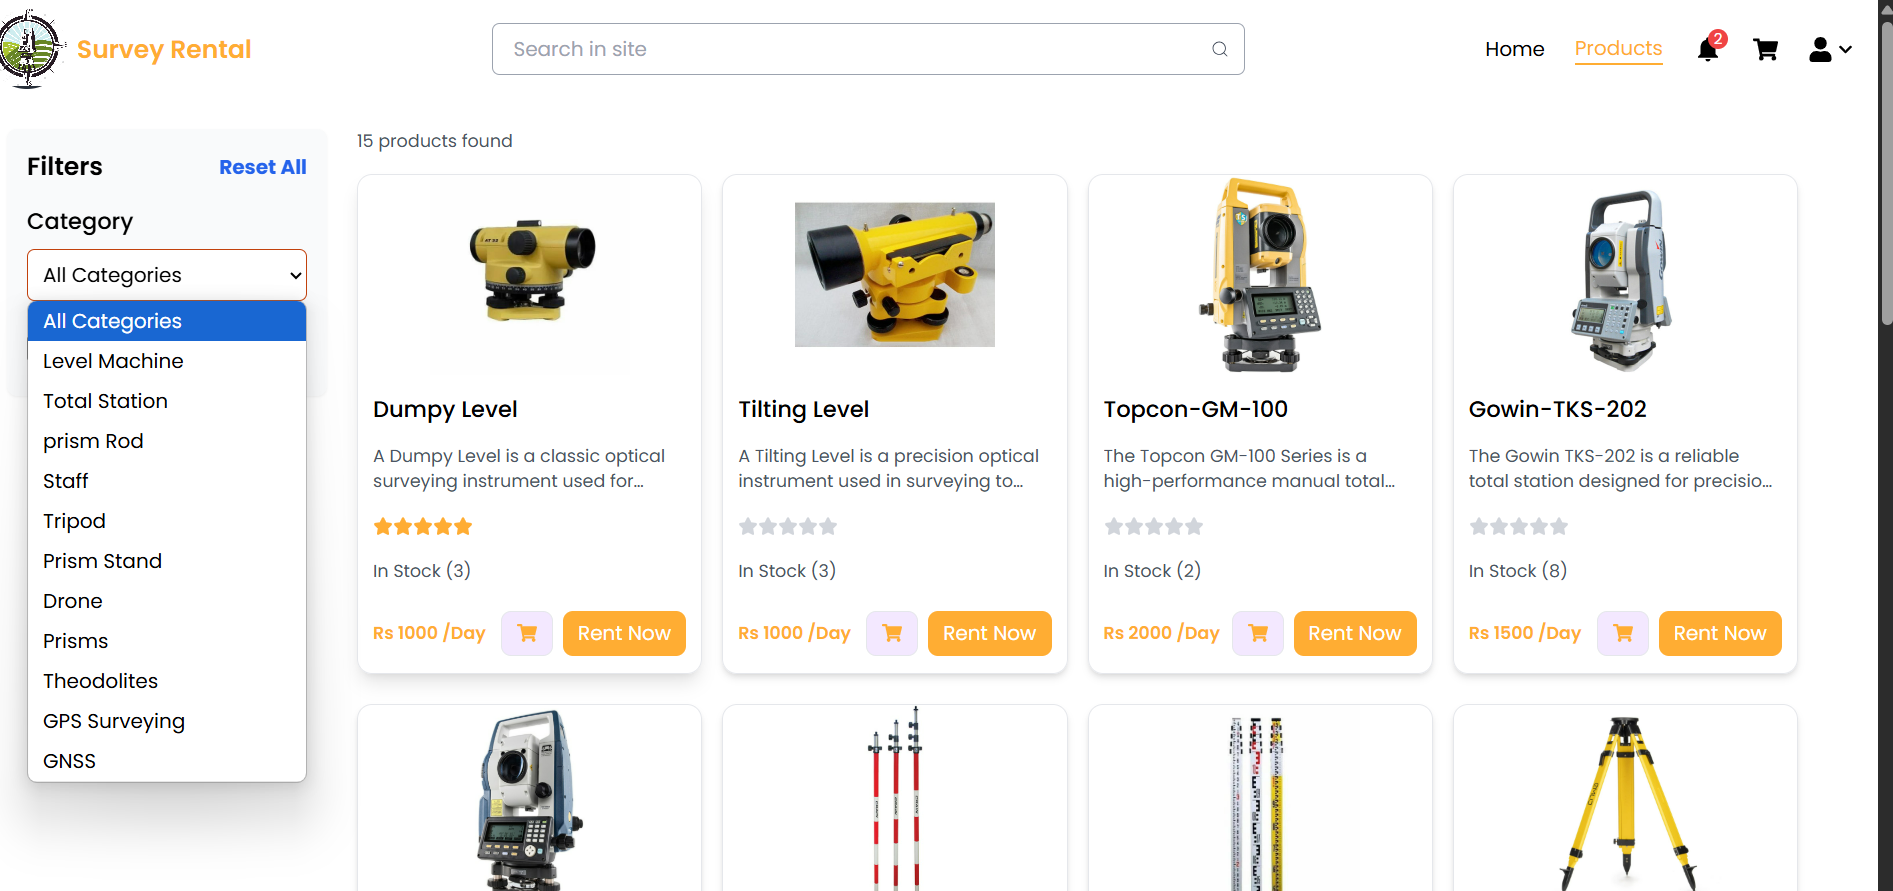 Survey Rental
Search in site
Home
Products
2
Filters
Reset All
Category
All Categories
All Categories
Level Machine
Total Station
prism Rod
Staff
Tripod
Prism Stand
Drone
Prisms
Theodolites
GPS Surveying
GNSS
15 products found
Dumpy Level
A Dumpy Level is a classic optical
surveying instrument used for...
In Stock (3)
Rs 1000 /Day
Rent Now
Tilting Level
A Tilting Level is a precision optical
instrument used in surveying to...
In Stock (3)
Rs 1000 /Day
Rent Now
Topcon-GM-100
The Topcon GM-100 Series is a
high-performance manual total...
In Stock (2)
Rs 2000 /Day
Rent Now
Gowin-TKS-202
The Gowin TKS-202 is a reliable
total station designed for precisio...
In Stock (8)
Rs 1500 /Day
Rent Now